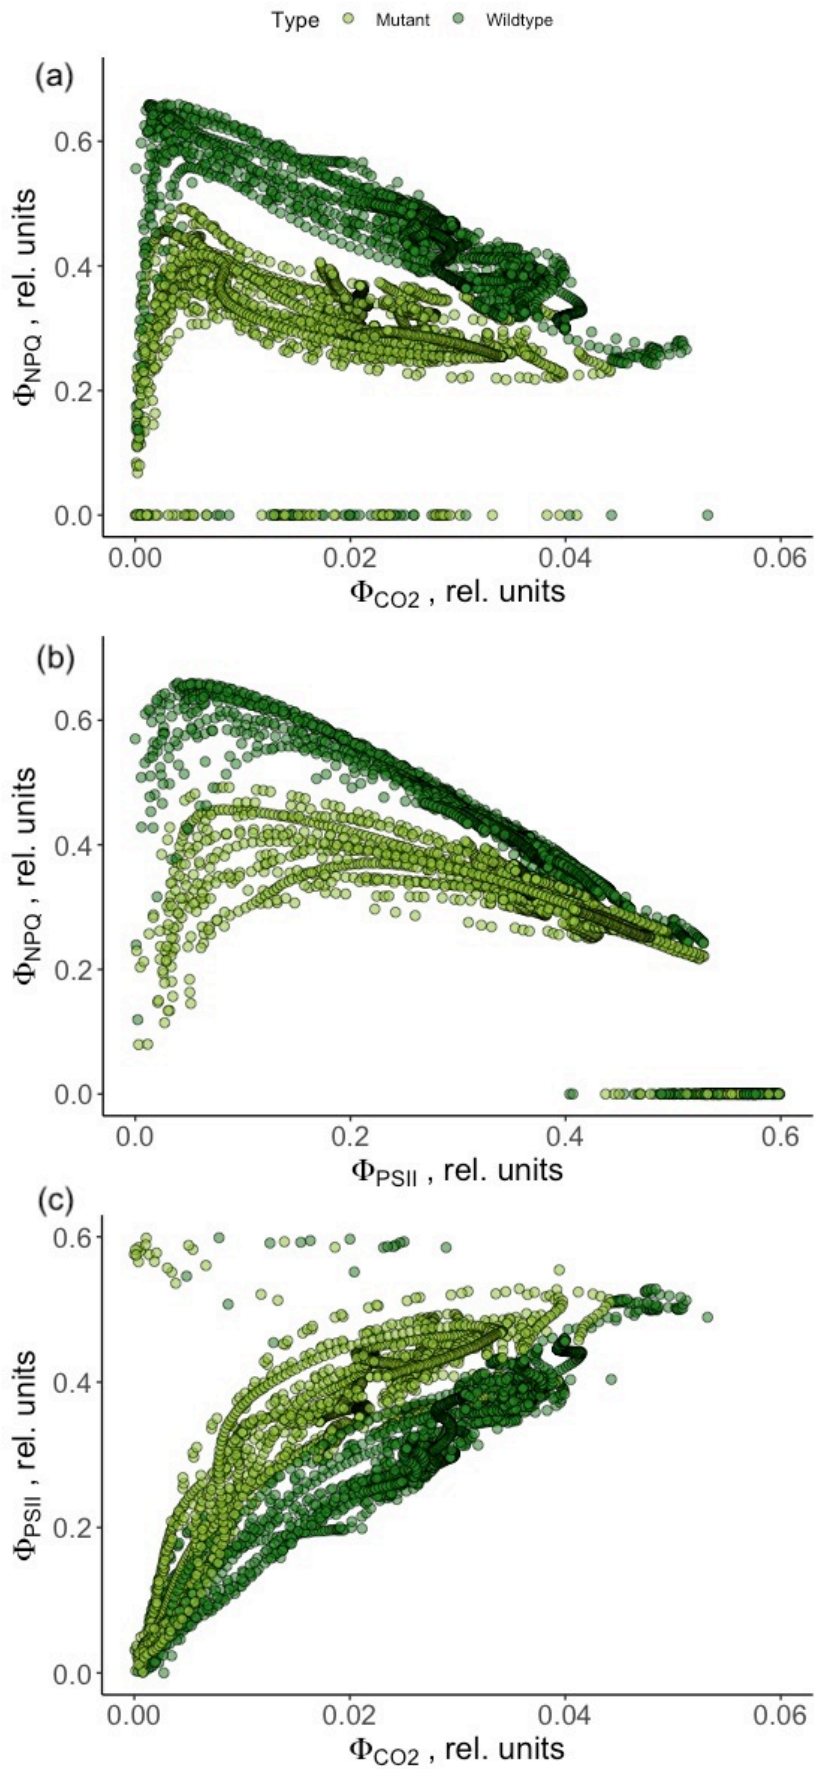 Type Mutant Wildtype
(a)
0.6
0.4
0.2
0.0
ΦNPQ , rel. units
0.00 0.02 0.04 0.06
ΦCO2 , rel. units
(b)
0.6
0.4
0.2
0.0
ΦNPQ , rel. units
0.0 0.2 0.4 0.6
ΦPSII , rel. units
(c)
0.6
0.4
0.2
0.0
ΦPSII , rel. units
0.00 0.02 0.04 0.06
ΦCO2 , rel. units